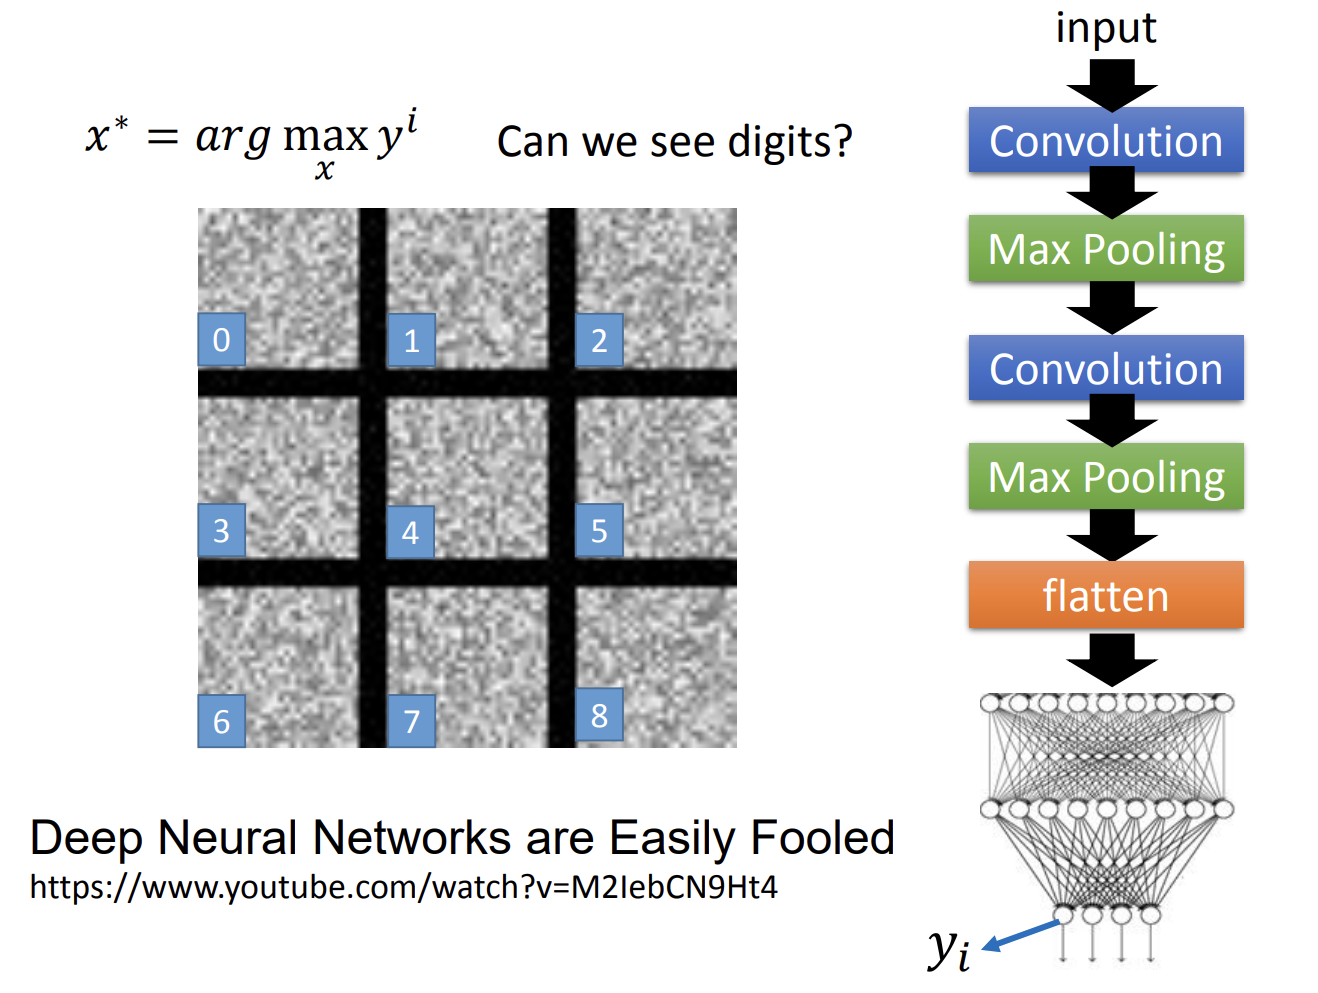 input
x* = arg max y^i
x
Can we see digits?
Convolution
Max Pooling
Convolution
Max Pooling
flatten
0
1
2
3
4
5
6
7
8
Deep Neural Networks are Easily Fooled
https://www.youtube.com/watch?v=M2IebCN9Ht4
y_i